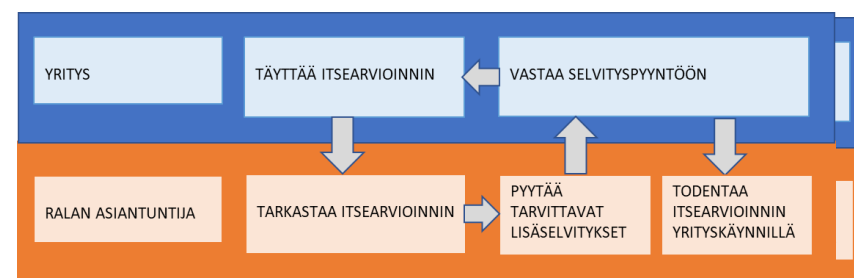 YRITYS
TÄYTTÄÄ ITSEARVIOINNIN
VASTAA SELVITYSPYYNTÖÖN
RALAN ASIANTUNTIJA
TARKASTAA ITSEARVIOINNIN
PYYTÄÄ
TARVITTAVAT
LISÄSELVITYKSET
TODENTAA
ITSEARVIOINNIN
YRITYSKÄYNNILLÄ